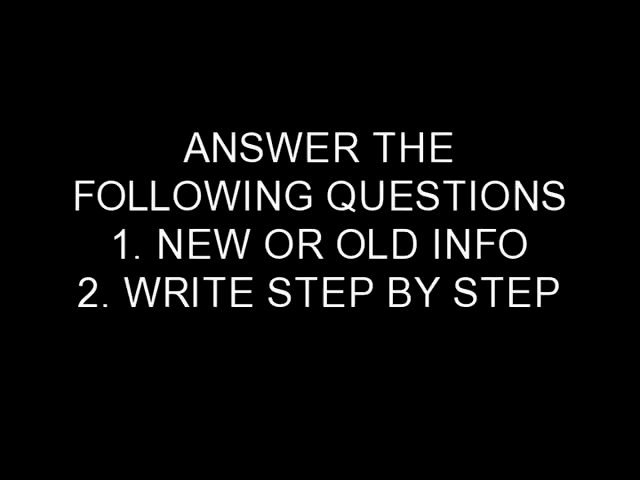 ANSWER THE
FOLLOWING QUESTIONS
1. NEW OR OLD INFO
2. WRITE STEP BY STEP